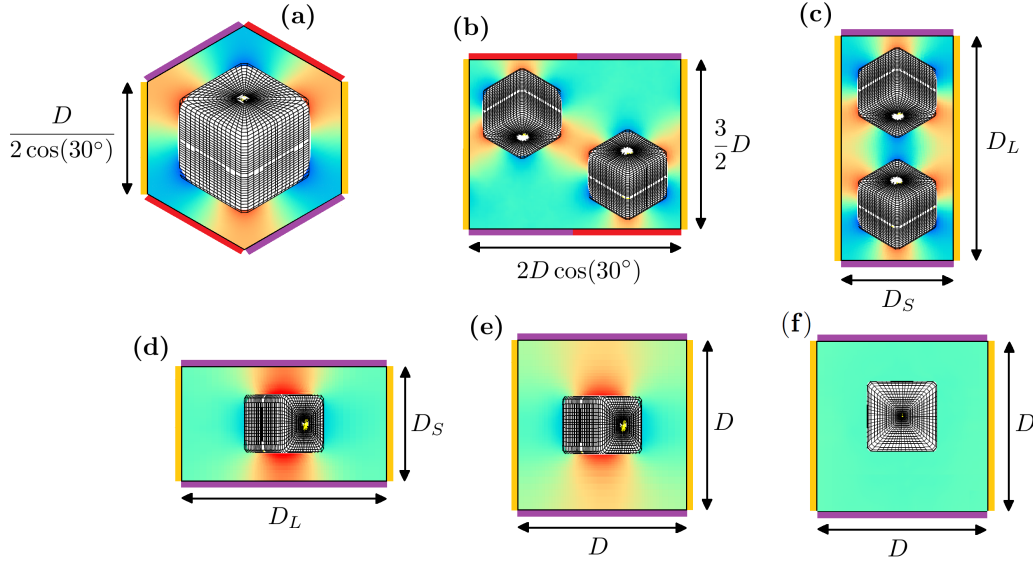 (a)
(b)
(c)
D
2 cos(30°)
3
2
D
D_L
2D cos(30°)
D_S
(d)
(e)
(f)
D_S
D
D
D_L
D
D